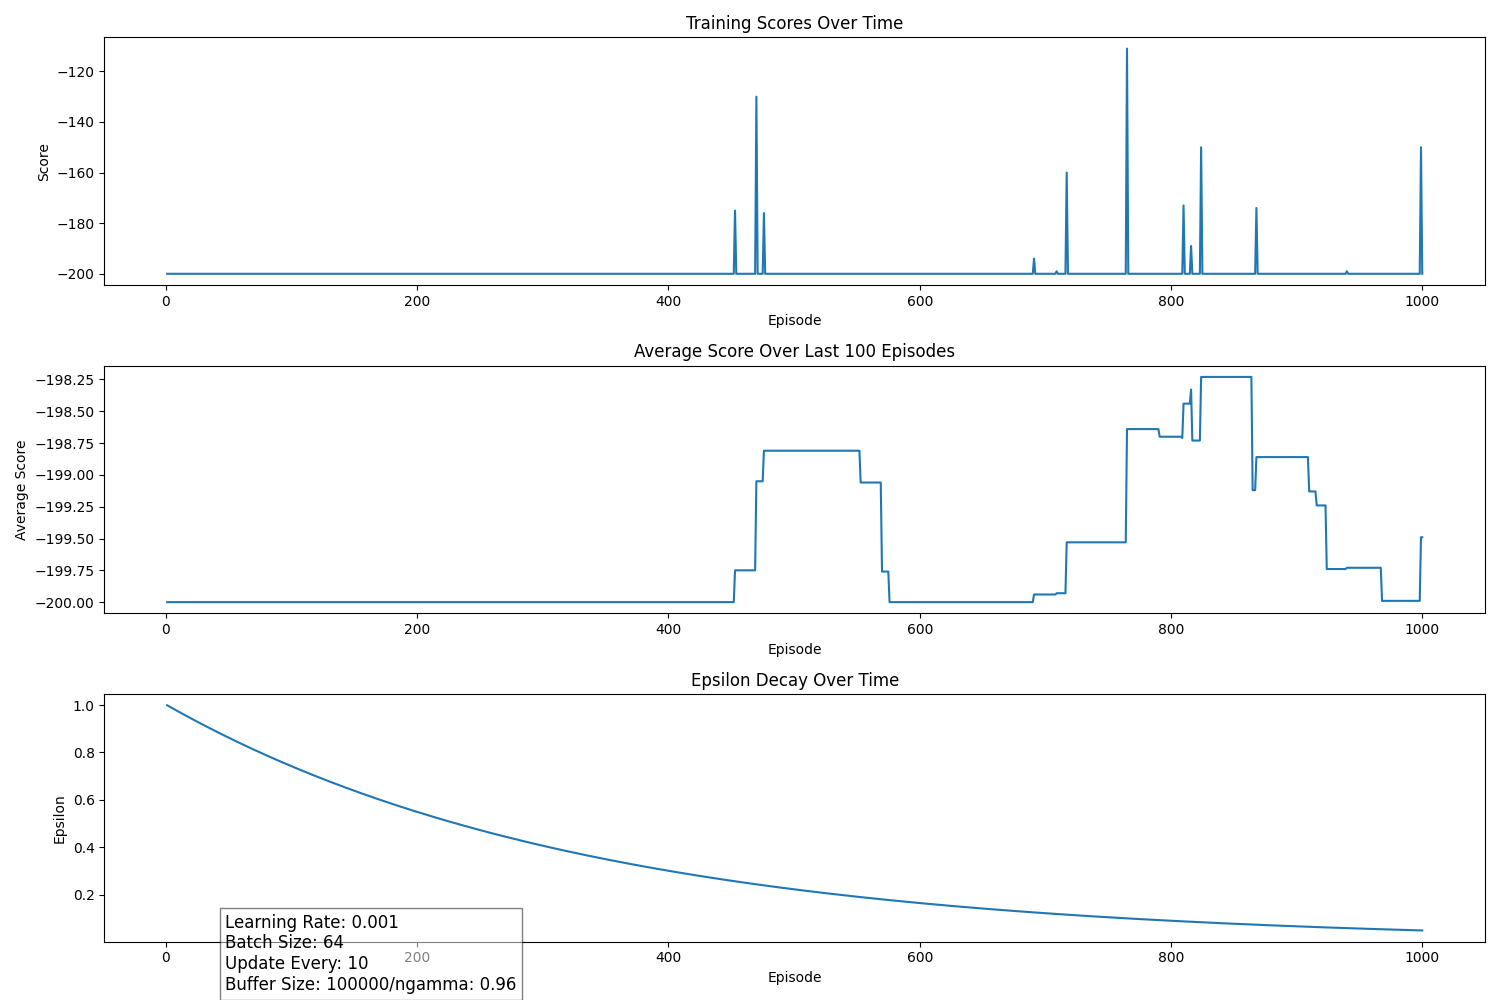 Training Scores Over Time
−120
−140
−160
−180
−200
Score
0 200 400 600 800 1000
Episode
Average Score Over Last 100 Episodes
−198.25
−198.50
−198.75
−199.00
−199.25
−199.50
−199.75
−200.00
Average Score
0 200 400 600 800 1000
Episode
Epsilon Decay Over Time
1.0
0.8
0.6
0.4
0.2
Epsilon
Learning Rate: 0.001
Batch Size: 64
Update Every: 10
Buffer Size: 100000/ngamma: 0.96
0 200 400 600 800 1000
Episode